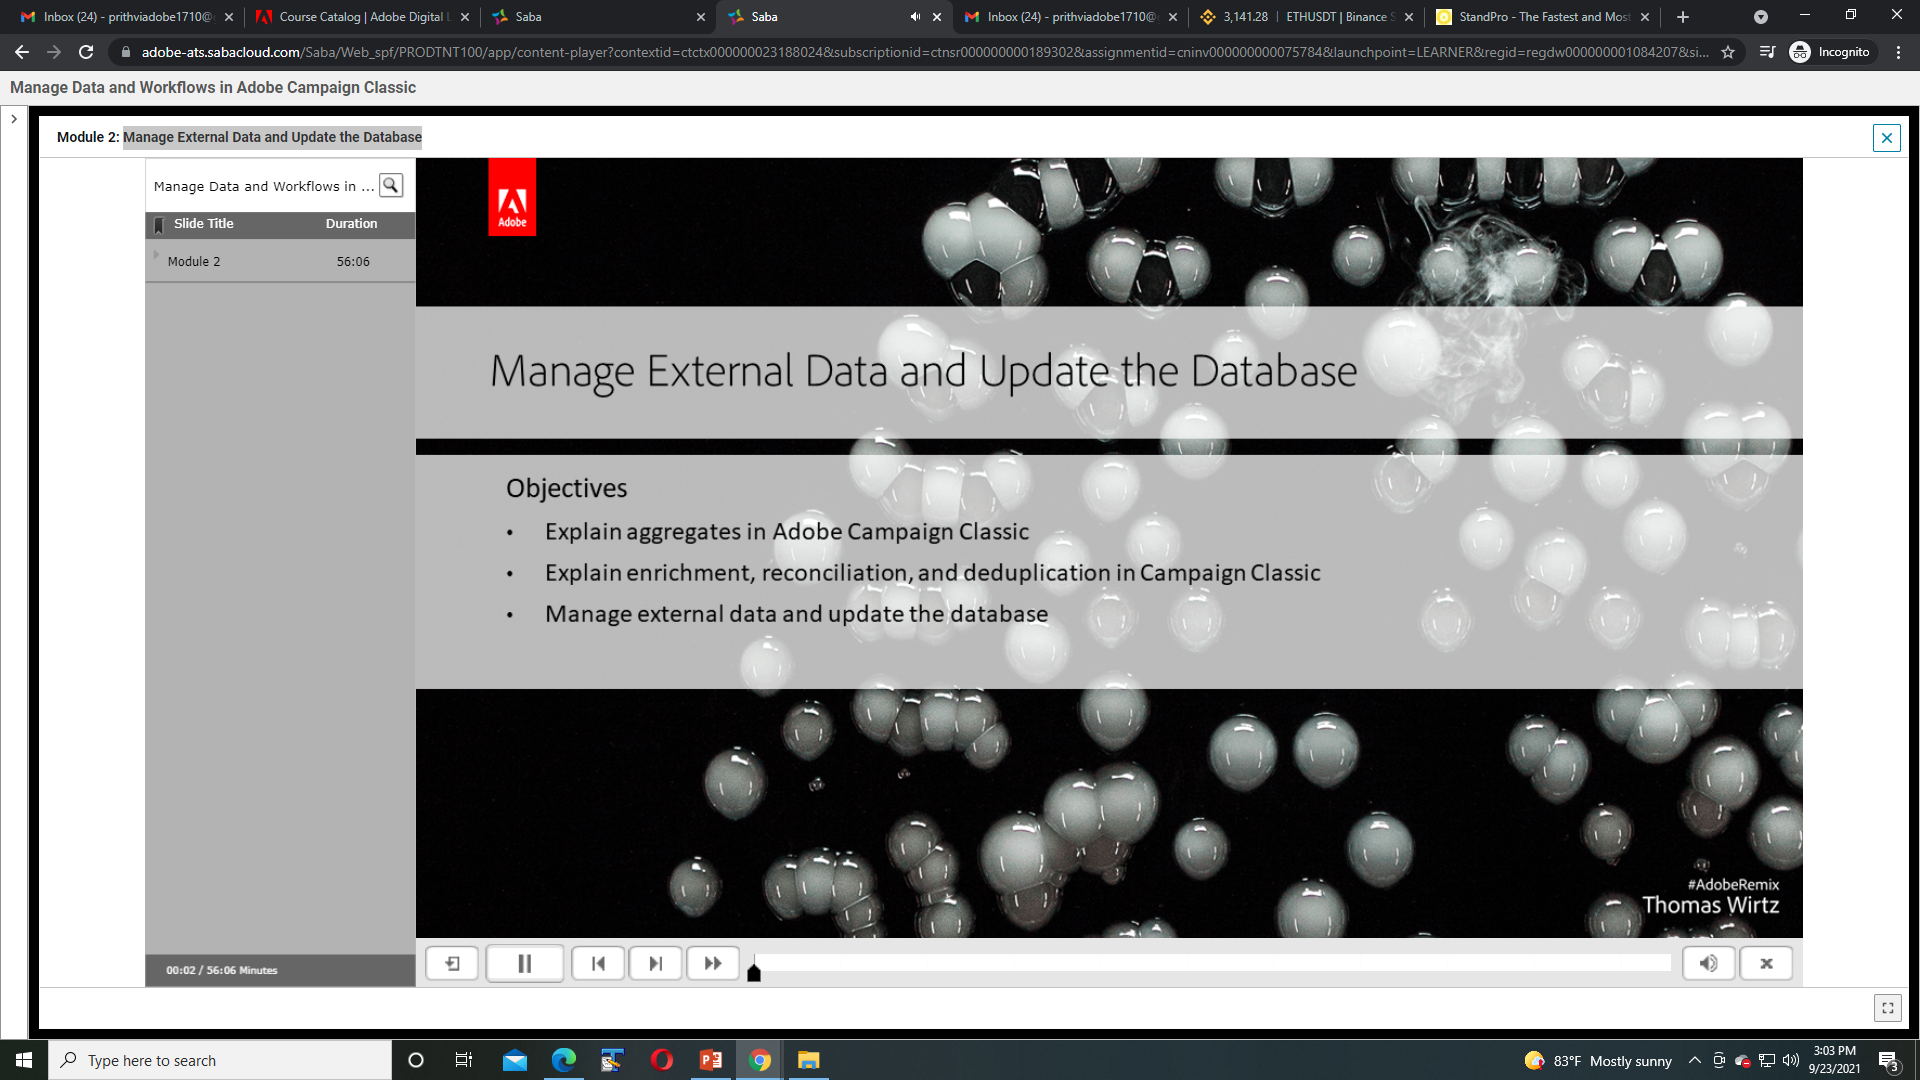 Inbox (24) - prithviadobe1710@
Course Catalog | Adobe Digital L
Saba
Saba
Inbox (24) - prithviadobe1710@
3,141.28 | ETHUSDT | Binance S
StandPro - The Fastest and Most
adobe-ats.sabacloud.com/Saba/Web_spf/PRODTNT100/app/content-player?contextid=ctctx000000023188024&subscriptionid=ctnsr0000000000189302&assignmentid=cninv000000000075784&launchpoint=LEARNER&regid=regdw000000001084207&si...
Incognito
Manage Data and Workflows in Adobe Campaign Classic
Module 2: Manage External Data and Update the Database
Manage Data and Workflows in ...
Slide Title Duration
Module 2 56:06
Adobe
Manage External Data and Update the Database
Objectives
• Explain aggregates in Adobe Campaign Classic
• Explain enrichment, reconciliation, and deduplication in Campaign Classic
• Manage external data and update the database
#AdobeRemix
Thomas Wirtz
00:02 / 56:06 Minutes
Type here to search
83°F Mostly sunny
3:03 PM
9/23/2021
3